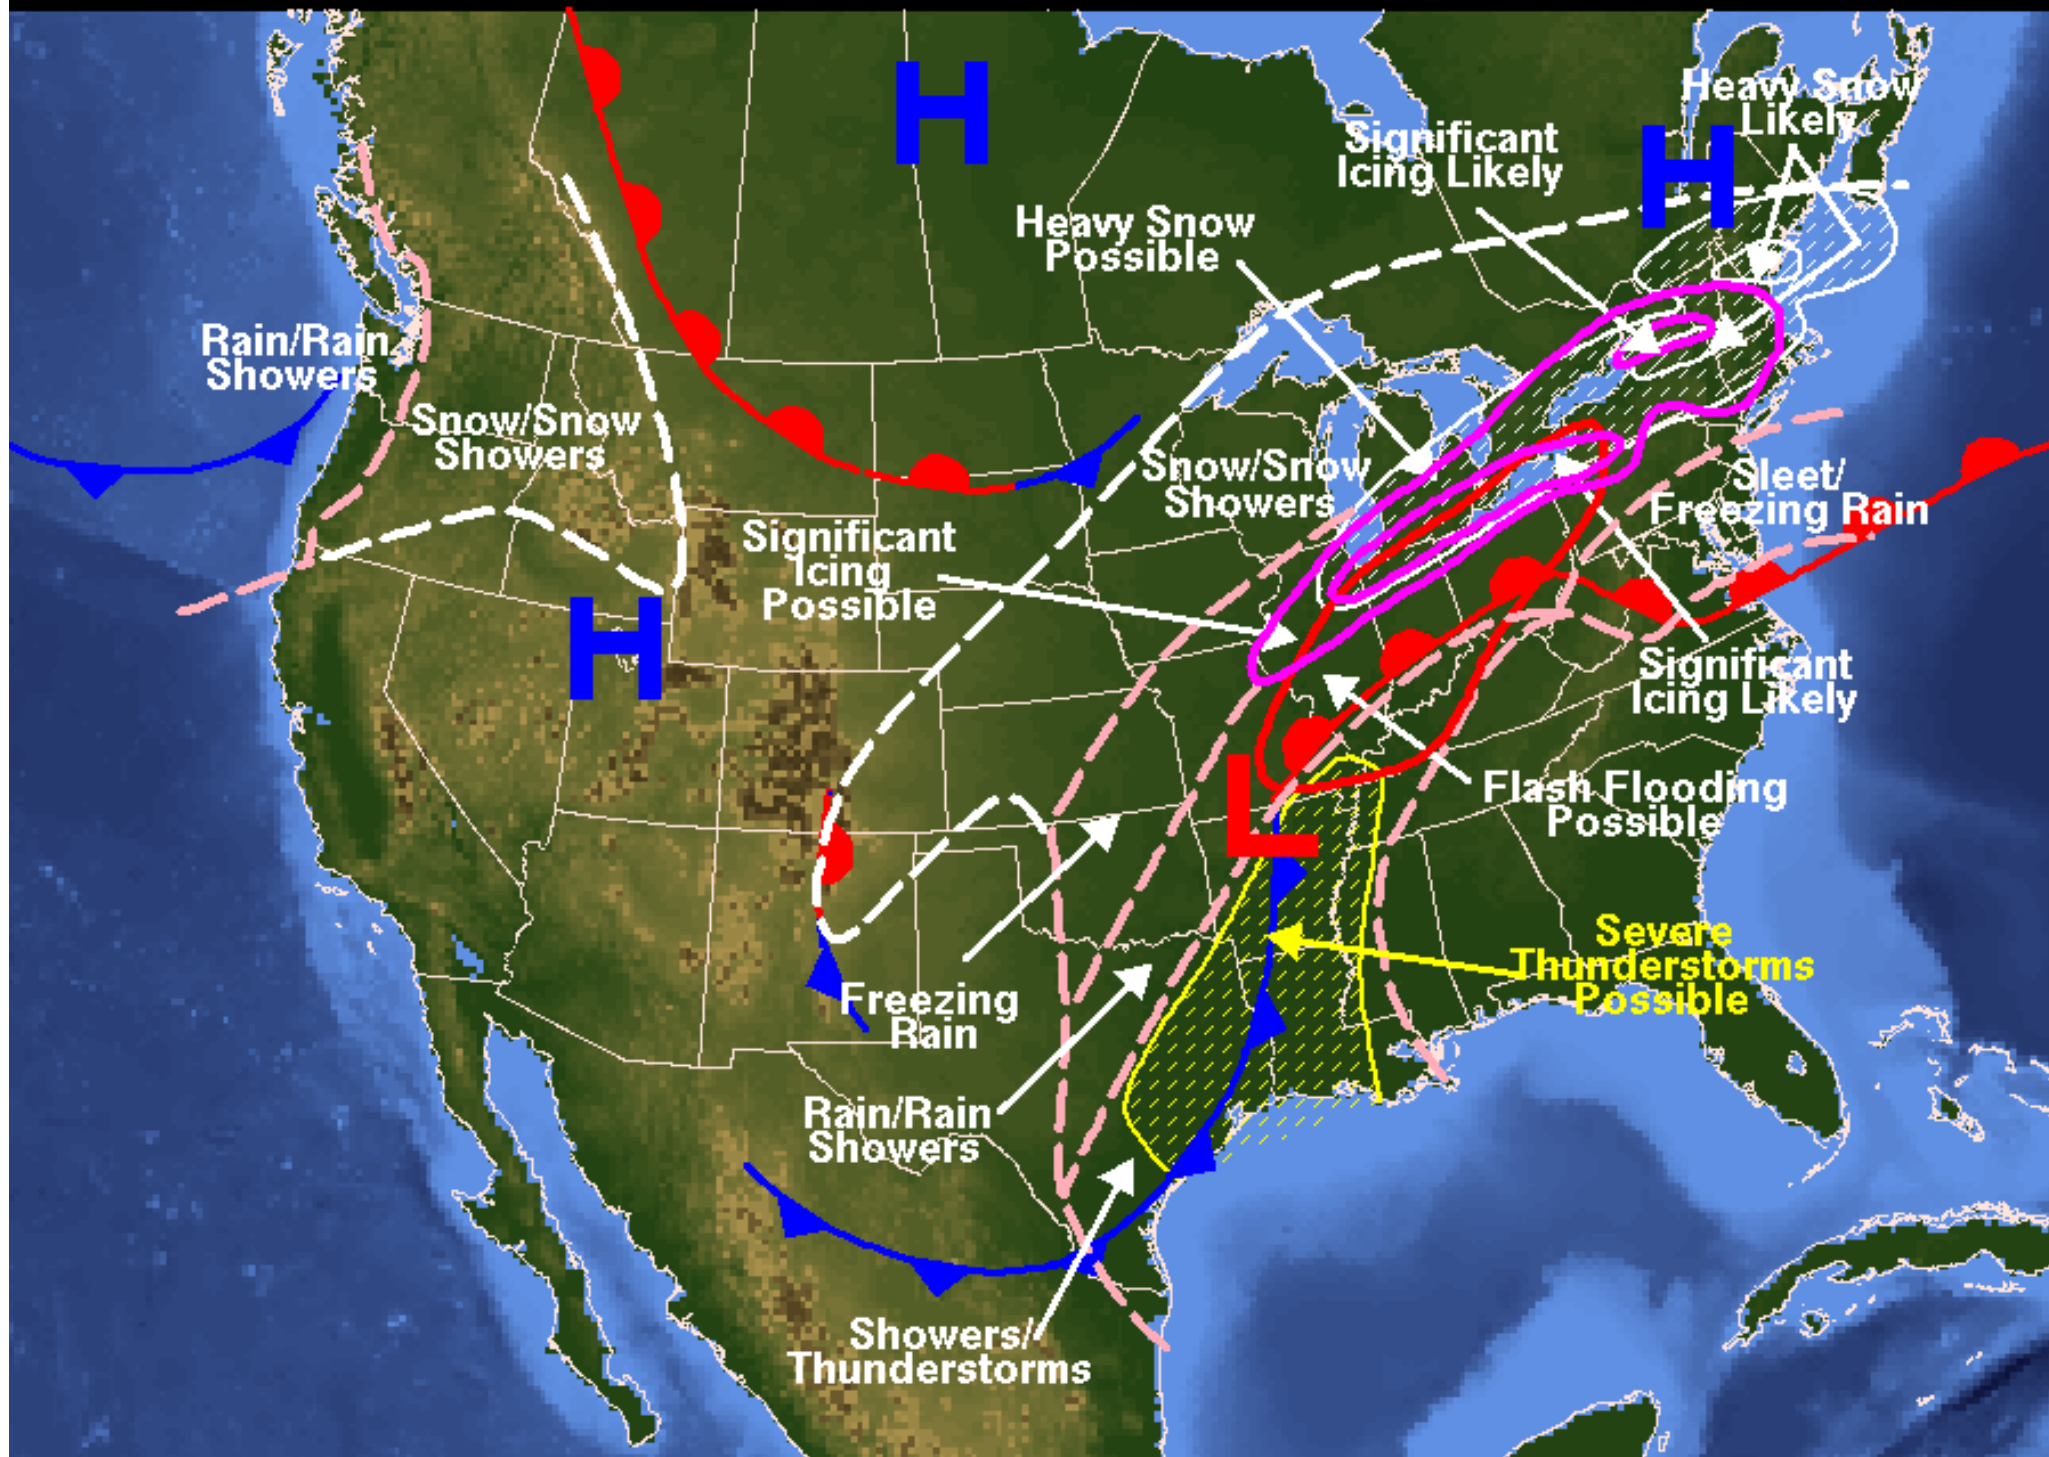 Heavy Snow
Likely
H
H
Significant
Icing Likely
Heavy Snow
Possible
Rain/Rain
Showers
Snow/Snow
Showers
Snow/Snow
Showers
Sleet/
Freezing Rain
Significant
Icing
Possible
H
Significant
Icing Likely
L
Flash Flooding
Possible
Severe
Thunderstorms
Possible
Freezing
Rain
Rain/Rain
Showers
Showers/
Thunderstorms